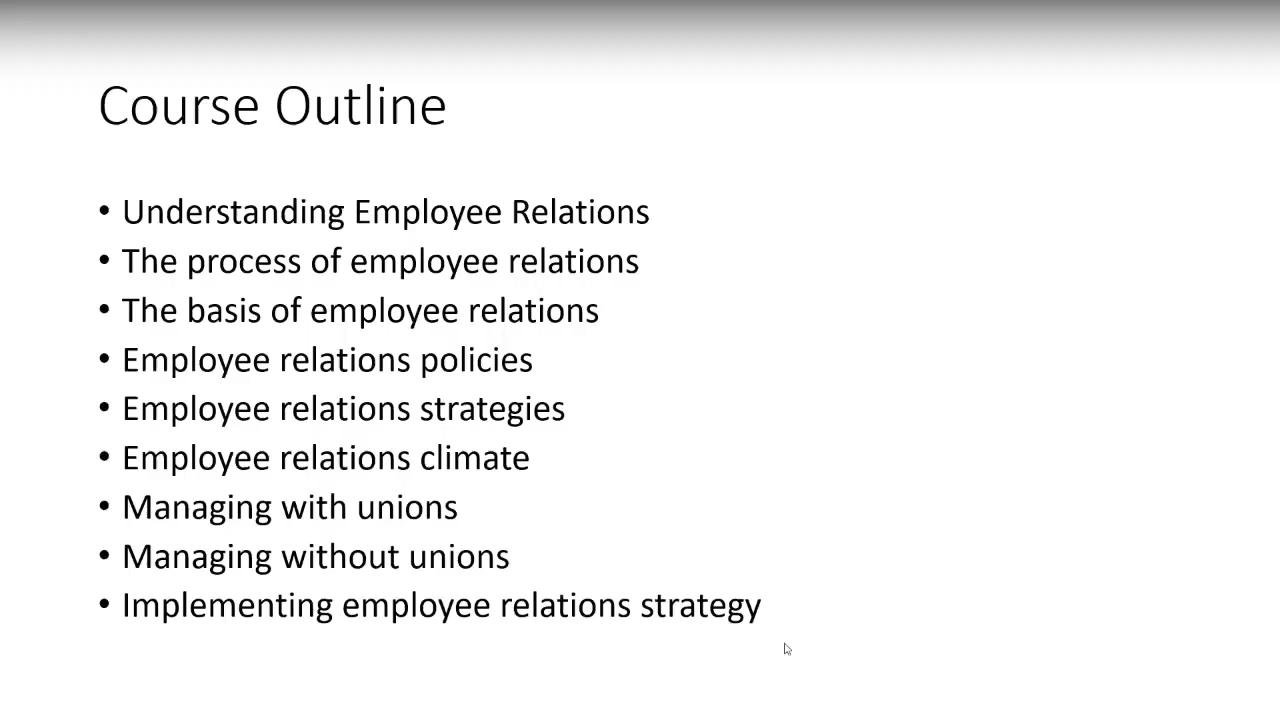 Course Outline
• Understanding Employee Relations
• The process of employee relations
• The basis of employee relations
• Employee relations policies
• Employee relations strategies
• Employee relations climate
• Managing with unions
• Managing without unions
• Implementing employee relations strategy